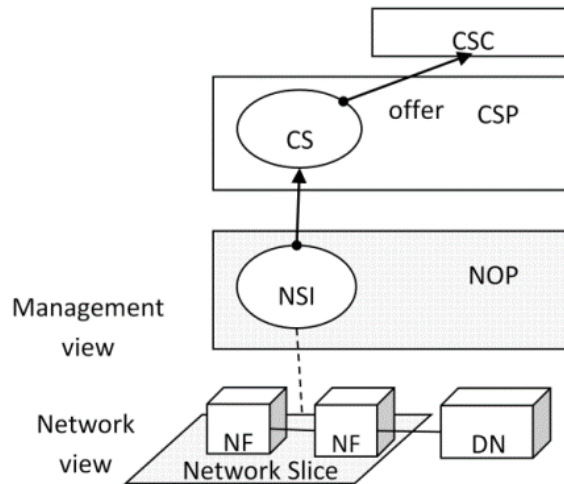 CSC
offer
CSP
CS
NOP
NSI
Management
view
NF
NF
DN
Network
view
Network Slice